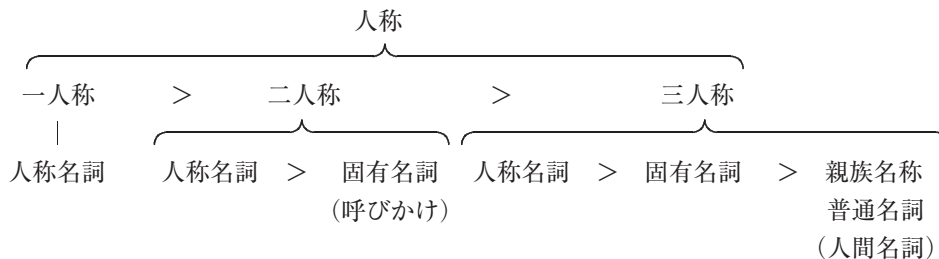 人称
一人称 > 二人称 > 三人称
人称名詞 人称名詞 > 固有名詞 人称名詞 > 固有名詞 > 親族名称
(呼びかけ) 普通名詞
(人間名詞)